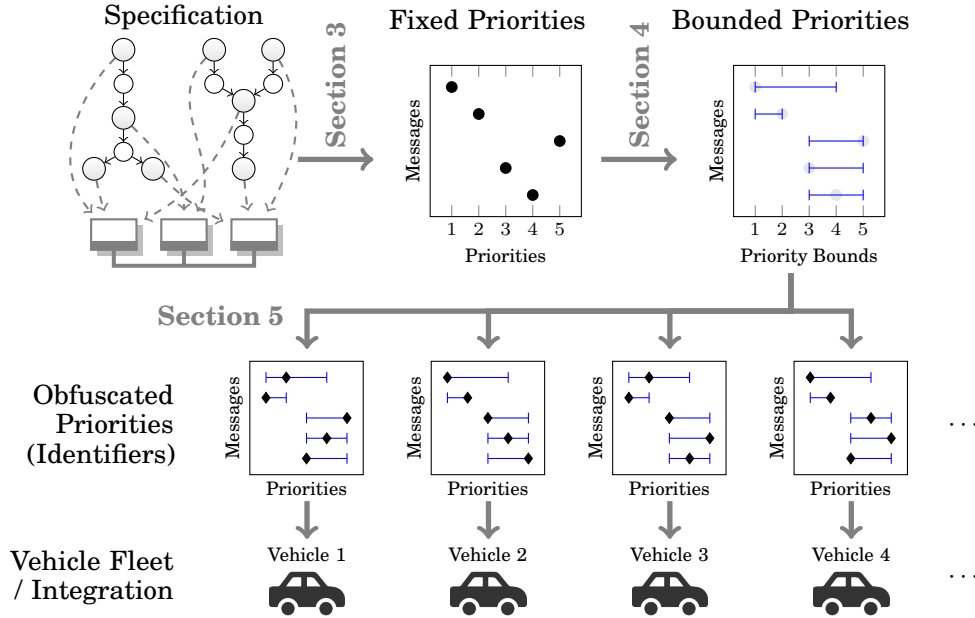 Specification
Section 3
Fixed Priorities
Section 4
Bounded Priorities
Messages
1 2 3 4 5
Priorities
Messages
1 2 3 4 5
Priority Bounds
Section 5
Obfuscated
Priorities
(Identifiers)
Messages
Priorities
Messages
Priorities
Messages
Priorities
Messages
Priorities
...
Vehicle Fleet
/ Integration
Vehicle 1
Vehicle 2
Vehicle 3
Vehicle 4
...